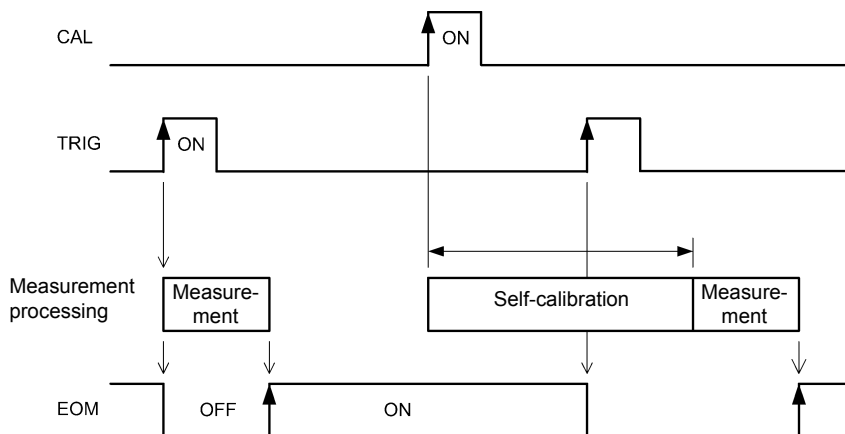 CAL
ON
TRIG
ON
Measurement
processing
Measure-
ment
Self-calibration
Measure-
ment
EOM
OFF
ON